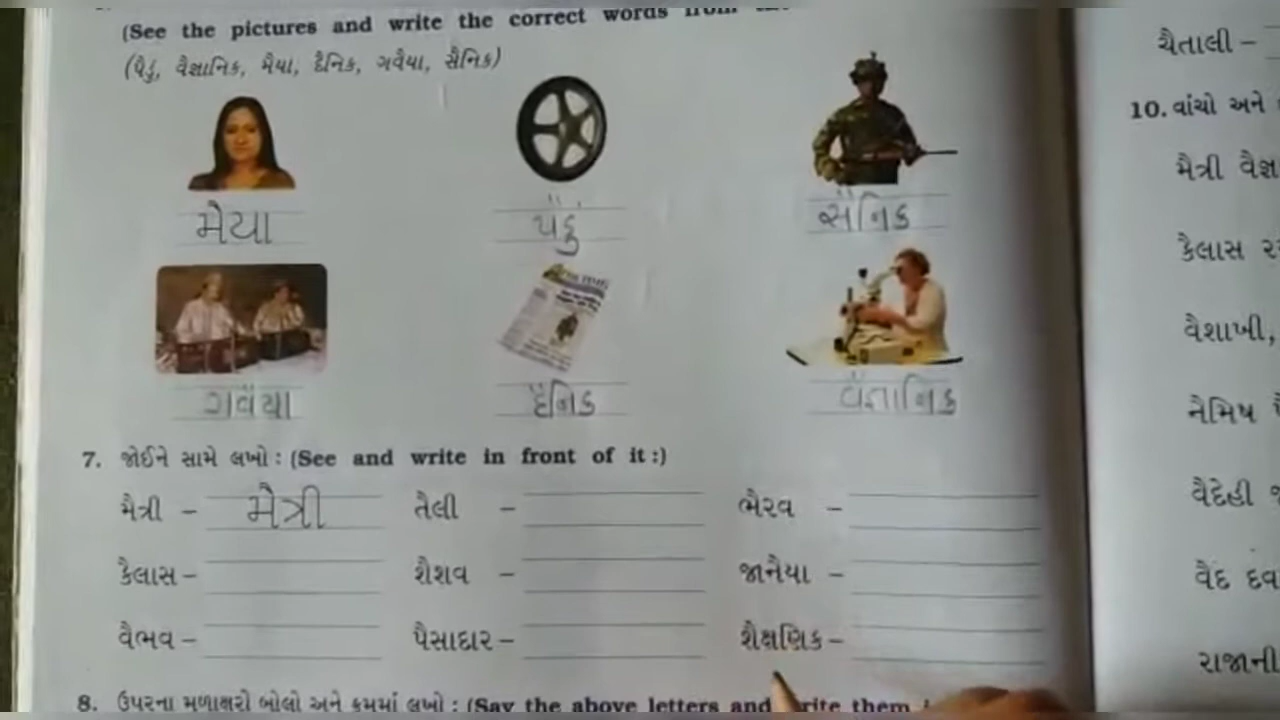 (See the pictures and write the correct words from
(પૈડું, વૈજ્ઞાનિક, મૈયા, દૈનિક, ગવૈયા, સૈનિક)
મૈયા પૈડું સૈનિક
ગવૈયા દૈનિક વૈજ્ઞાનિક
7. જોઈને સામે લખો : (See and write in front of it :)
મૈત્રી – મૈત્રી તૈલી – ભૈરવ –
કૈલાસ – શૈશવ – જાનૈયા –
વૈભવ – પૈસાદાર – શૈક્ષણિક –
8. ઉપરના મૂળાક્ષરો બોલો અને ક્રમમાં લખો : (Say the above letters and write them
ચૈતાલી –
10. વાંચો અને
મૈત્રી
કૈલાસ
વૈશાખી,
નૈમિષ
વૈદેહી
વૈદ
રાજાની